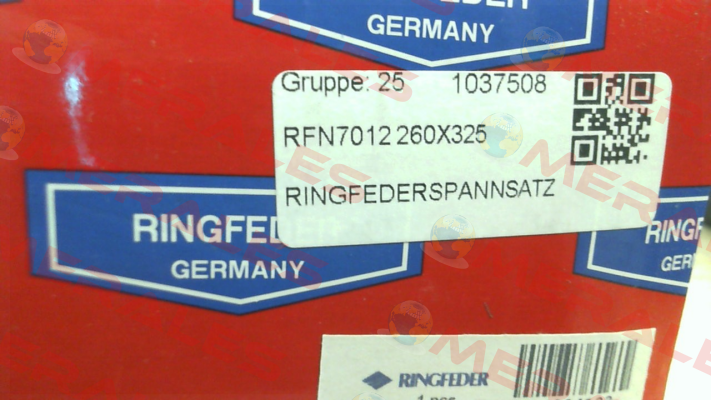 GERMANY
Gruppe: 25 1037508
RFN7012 260X325
RINGFEDERSPANNSATZ
RINGFEDER
GERMANY
RINGFEDER